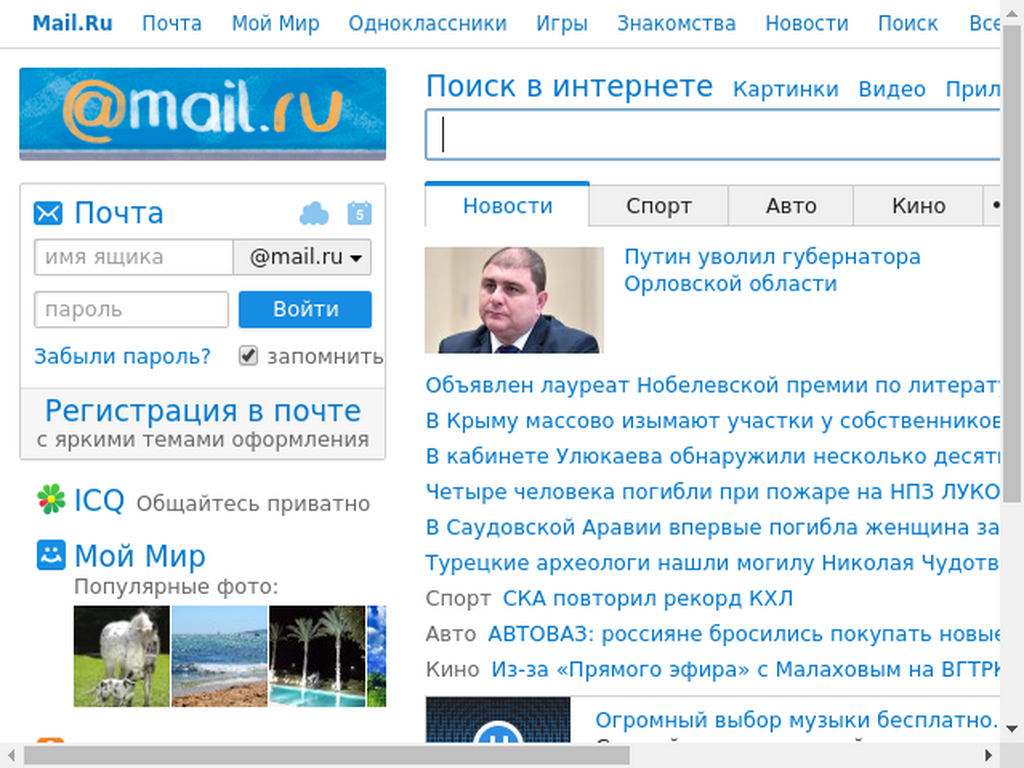 Mail.Ru Почта Мой Мир Одноклассники Игры Знакомства Новости Поиск Все
@mail.ru
Поиск в интернете Картинки Видео Прил
Почта 5
имя ящика @mail.ru
пароль Войти
Забыли пароль? запомнить
Регистрация в почте
с яркими темами оформления
ICQ Общайтесь приватно
Мой Мир
Популярные фото:
Новости Спорт Авто Кино
Путин уволил губернатора
Орловской области
Объявлен лауреат Нобелевской премии по литерат
В Крыму массово изымают участки у собственников
В кабинете Улюкаева обнаружили несколько десят
Четыре человека погибли при пожаре на НПЗ ЛУКО
В Саудовской Аравии впервые погибла женщина за
Турецкие археологи нашли могилу Николая Чудотв
Спорт СКА повторил рекорд КХЛ
Авто АВТОВАЗ: россияне бросились покупать новые
Кино Из-за «Прямого эфира» с Малаховым на ВГТРК
Огромный выбор музыки бесплатно.